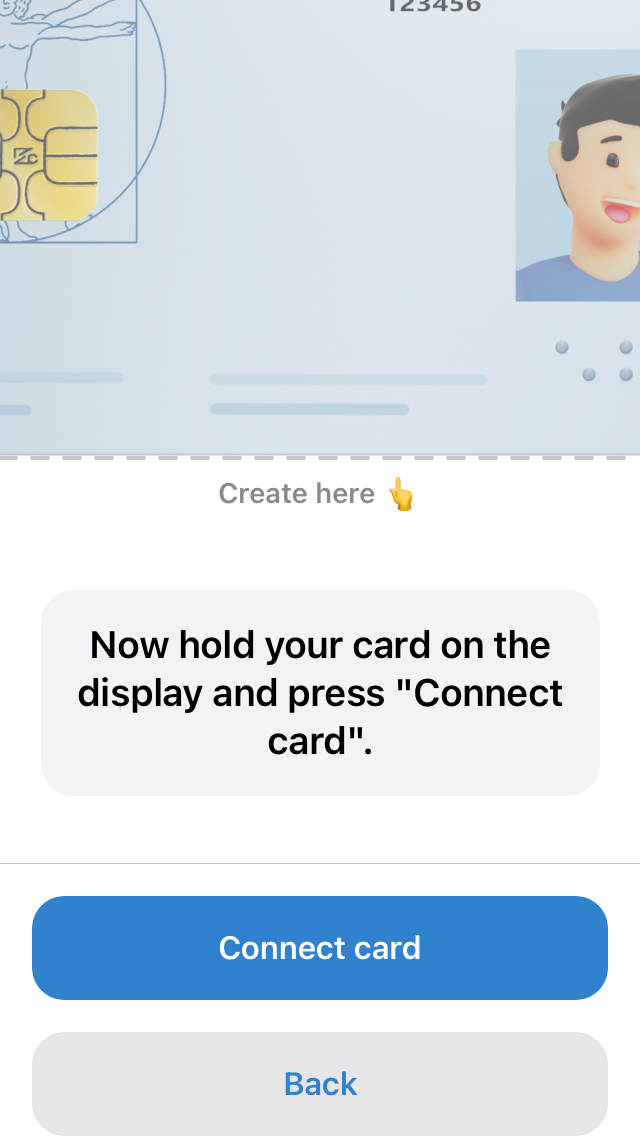 123456
Create here 👆
Now hold your card on the
display and press "Connect
card".
Connect card
Back